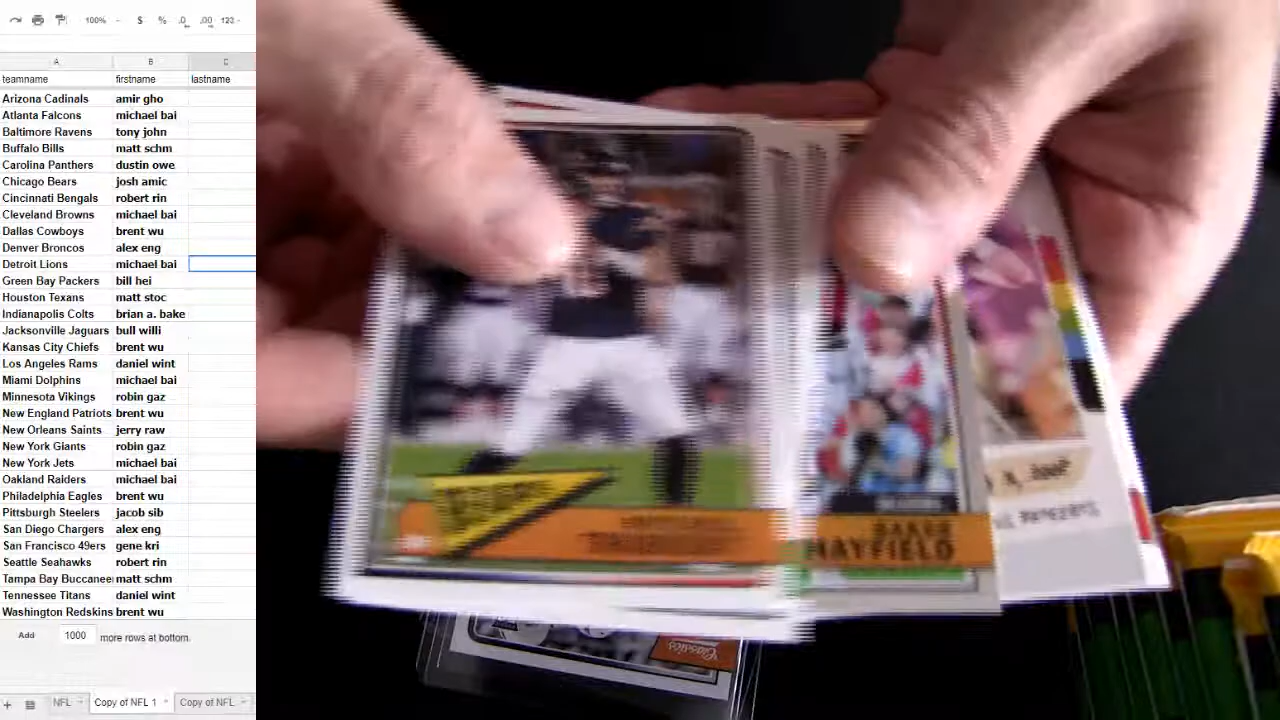 100%
$ % .0 .00 123
A B C
teamname firstname lastname
Arizona Cadinals amir gho
Atlanta Falcons michael bai
Baltimore Ravens tony john
Buffalo Bills matt schm
Carolina Panthers dustin owe
Chicago Bears josh amic
Cincinnati Bengals robert rin
Cleveland Browns michael bai
Dallas Cowboys brent wu
Denver Broncos alex eng
Detroit Lions michael bai
Green Bay Packers bill hei
Houston Texans matt stoc
Indianapolis Colts brian a. bake
Jacksonville Jaguars bull willi
Kansas City Chiefs brent wu
Los Angeles Rams daniel wint
Miami Dolphins michael bai
Minnesota Vikings robin gaz
New England Patriots brent wu
New Orleans Saints jerry raw
New York Giants robin gaz
New York Jets michael bai
Oakland Raiders michael bai
Philadelphia Eagles brent wu
Pittsburgh Steelers jacob sib
San Diego Chargers alex eng
San Francisco 49ers gene kri
Seattle Seahawks robert rin
Tampa Bay Buccanee matt schm
Tennessee Titans daniel wint
Washington Redskins brent wu
Add 1000 more rows at bottom.
+ NFL Copy of NFL 1 Copy of NFL
BAKER
MAYFIELD
Classics